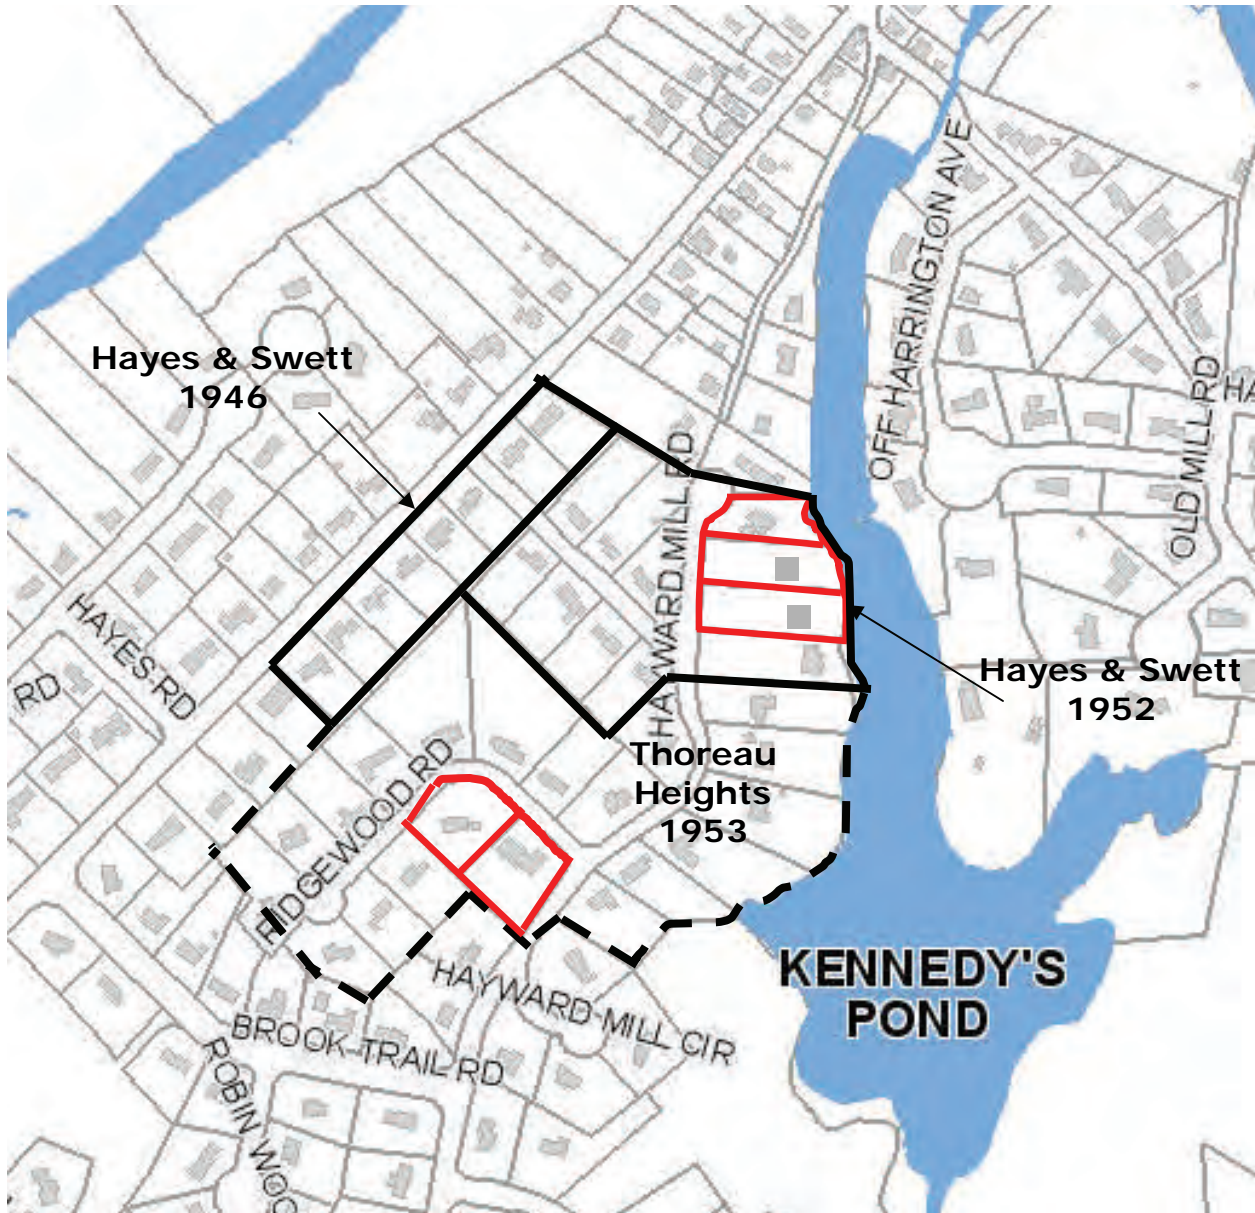 OFF HARRINGTON AVE
Hayes & Swett
1946
OLD MILL RD
HA
HAYWARD MILL RD
HAYES RD
RD
Hayes & Swett
1952
Thoreau
Heights
1953
RIDGEWOOD RD
KENNEDY'S
POND
HAYWARD MILL CIR
BROOK TRAIL RD
ROBIN WOO